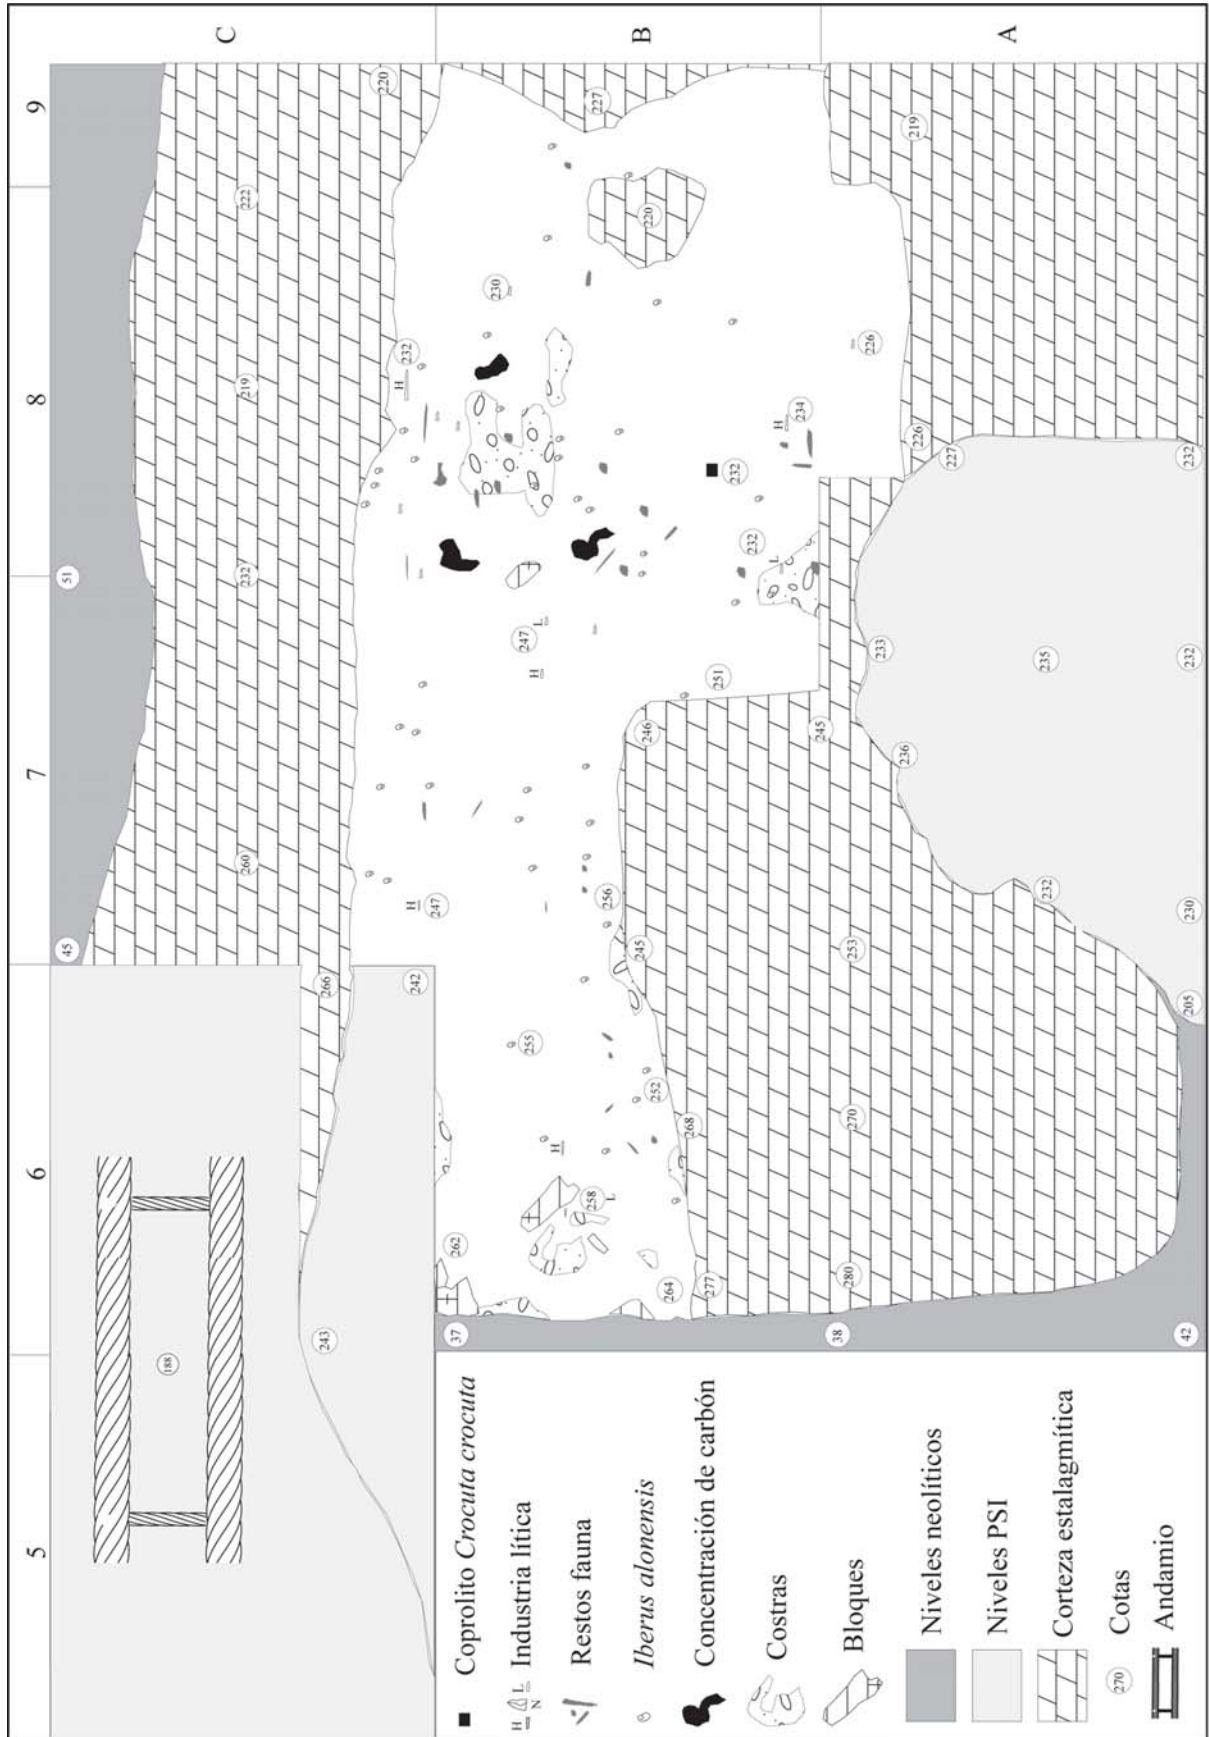 5 6 7 8 9
45 51
188
C
260 232 219 222
243 266
220
H 232
242 H
247
37 262
230
255 247
H L
H
258 L
227
256
245 B
252 246 220
264
268
277
251
232
232
L
H
234
245
38
280 270 253
226
233
236
226 219
227
A
232 235
42 205 230 232 232
Coprolito Crocuta crocuta
H N L Industria lítica
Restos fauna
Iberus alonensis
Concentración de carbón
Costras
Bloques
Niveles neolíticos
Niveles PSI
Corteza estalagmítica
270 Cotas
Andamio